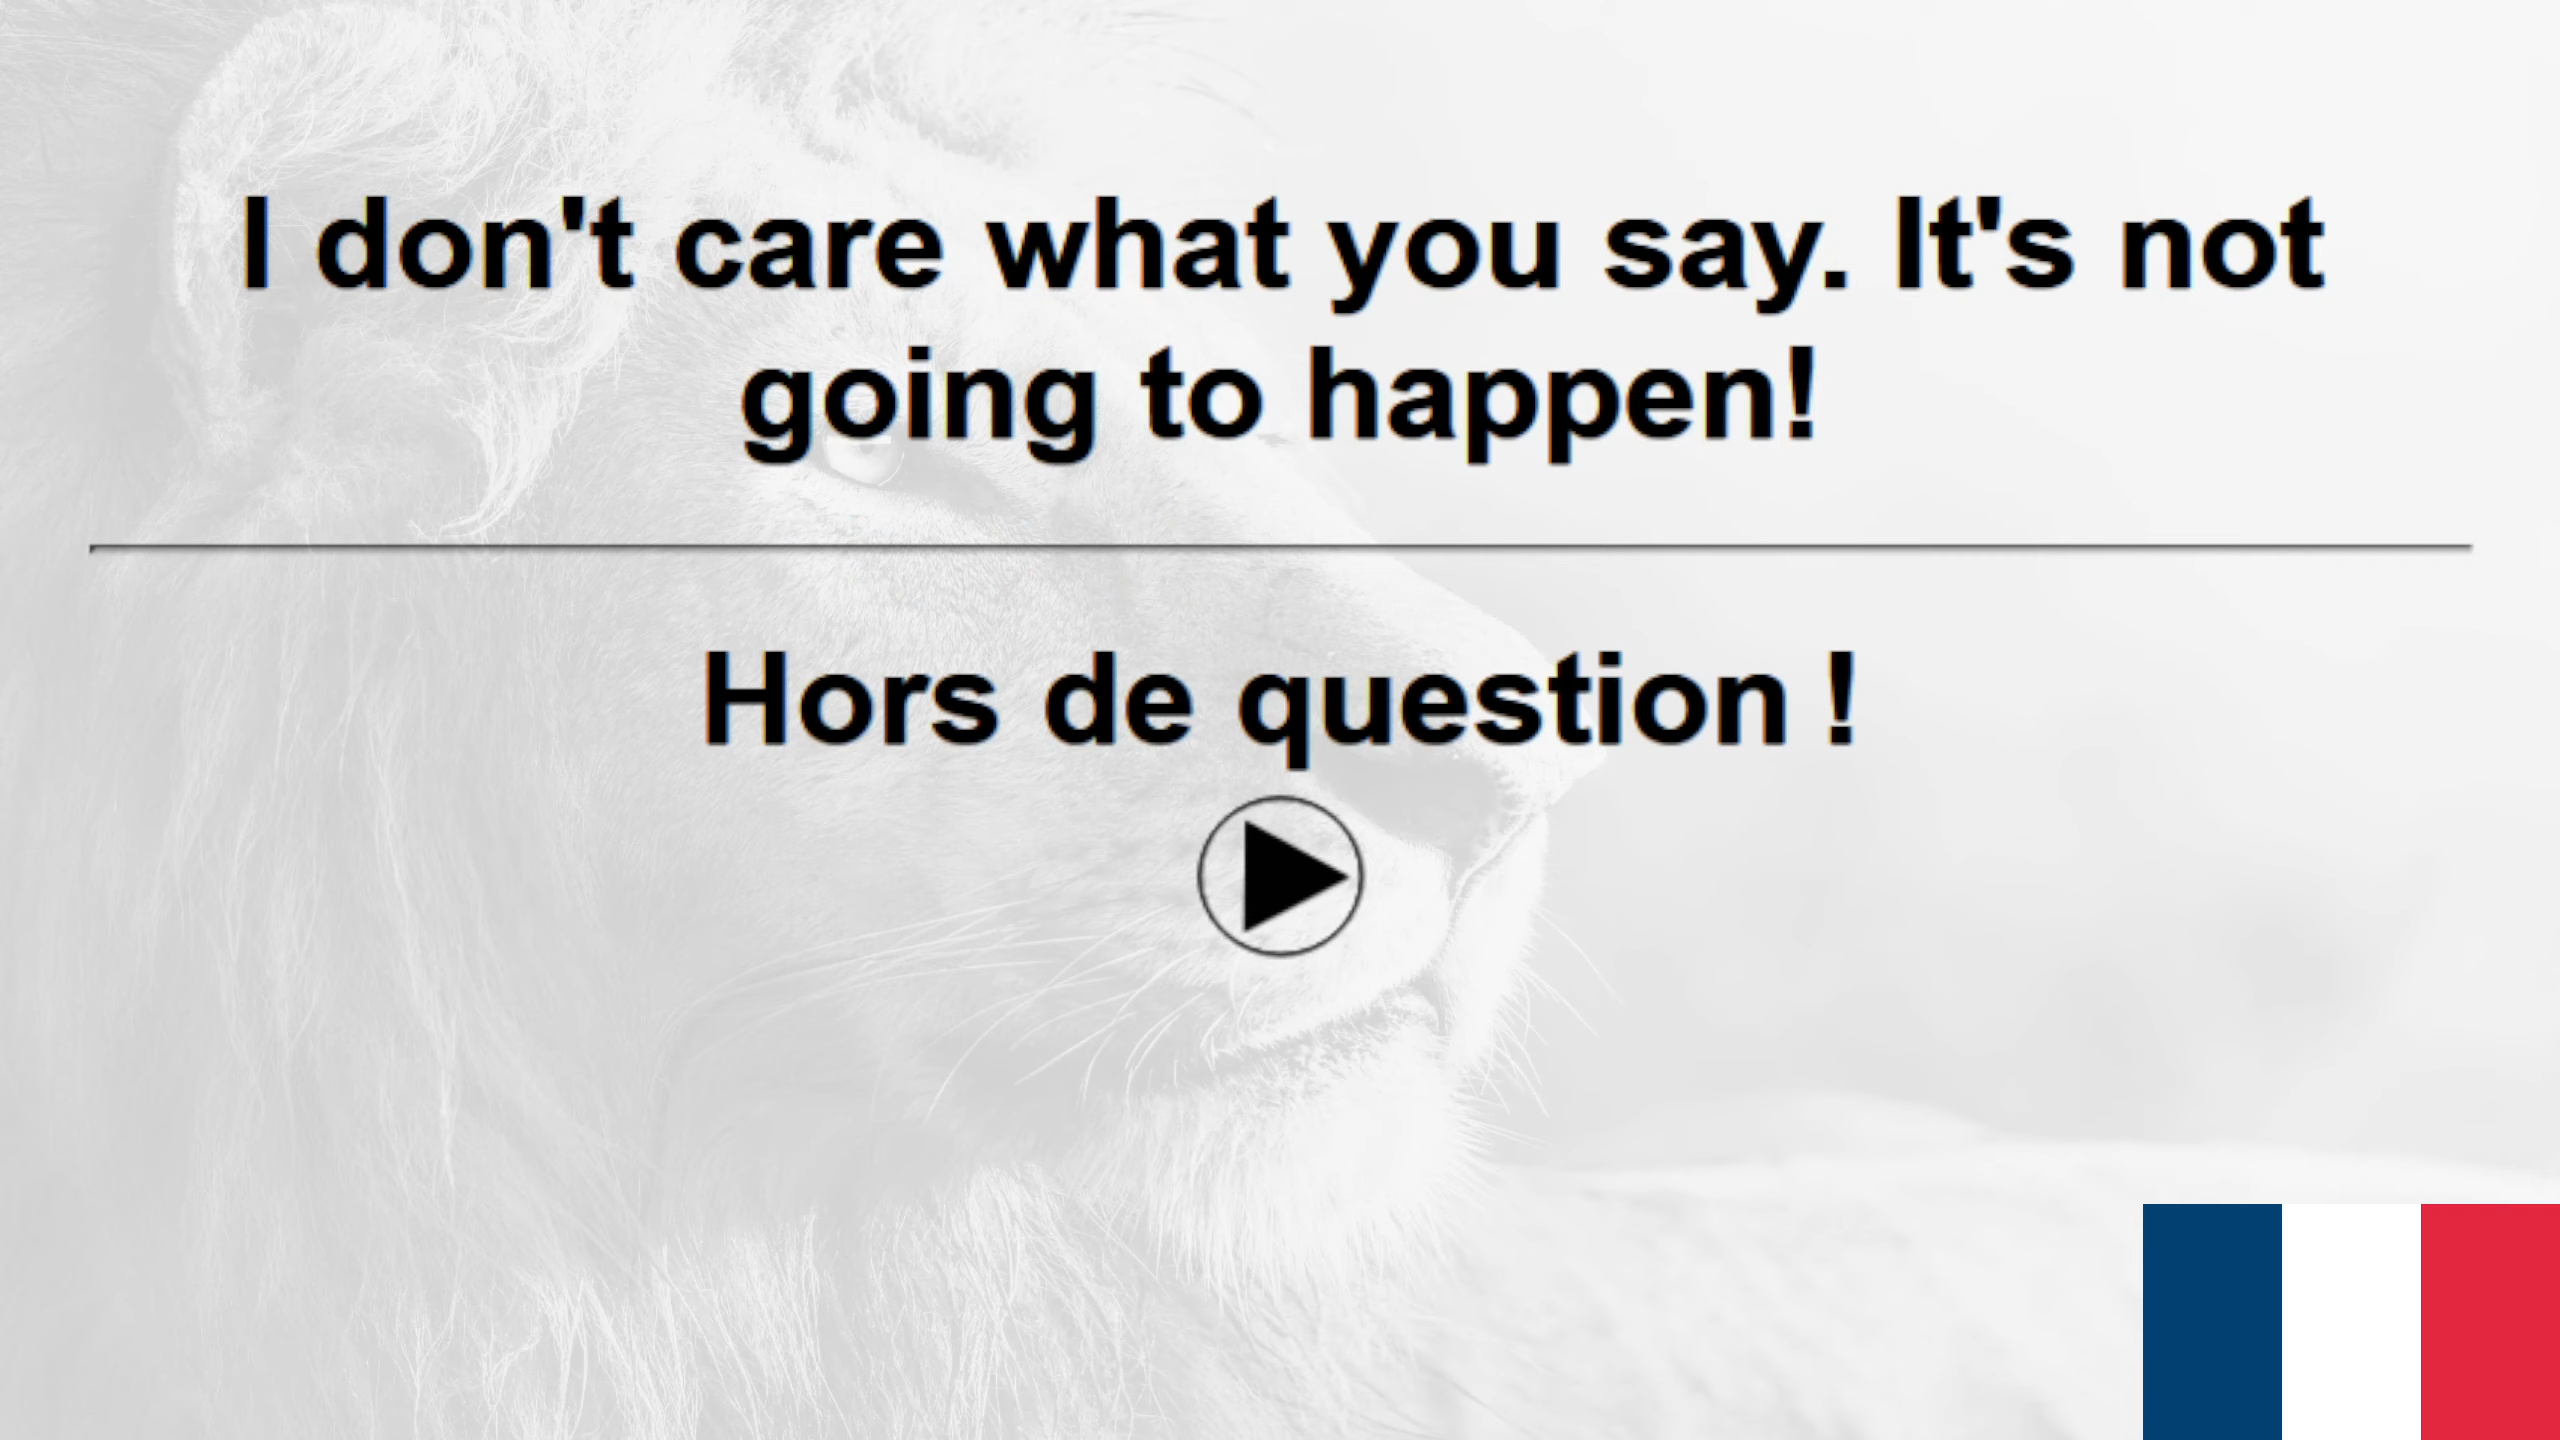 I don't care what you say. It's not
going to happen!
Hors de question !